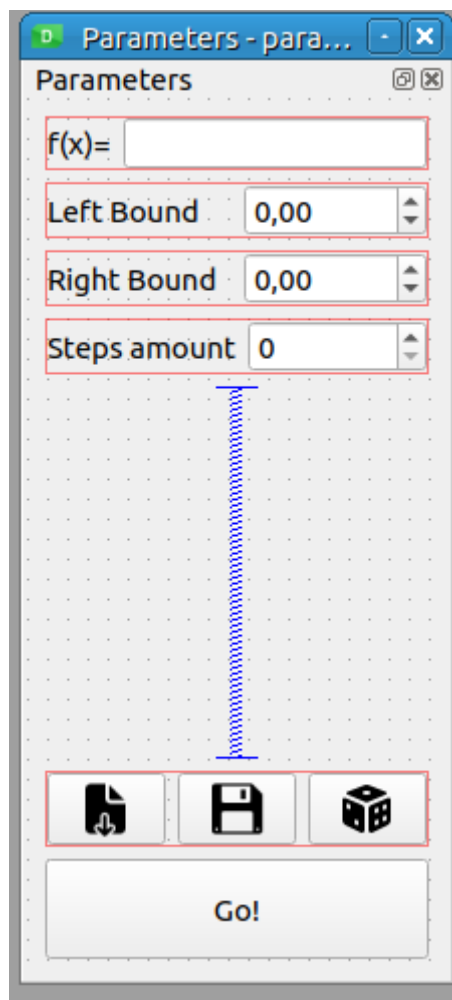 D Parameters - para...
Parameters
f(x)=
Left Bound 0,00
Right Bound 0,00
Steps amount 0
Go!